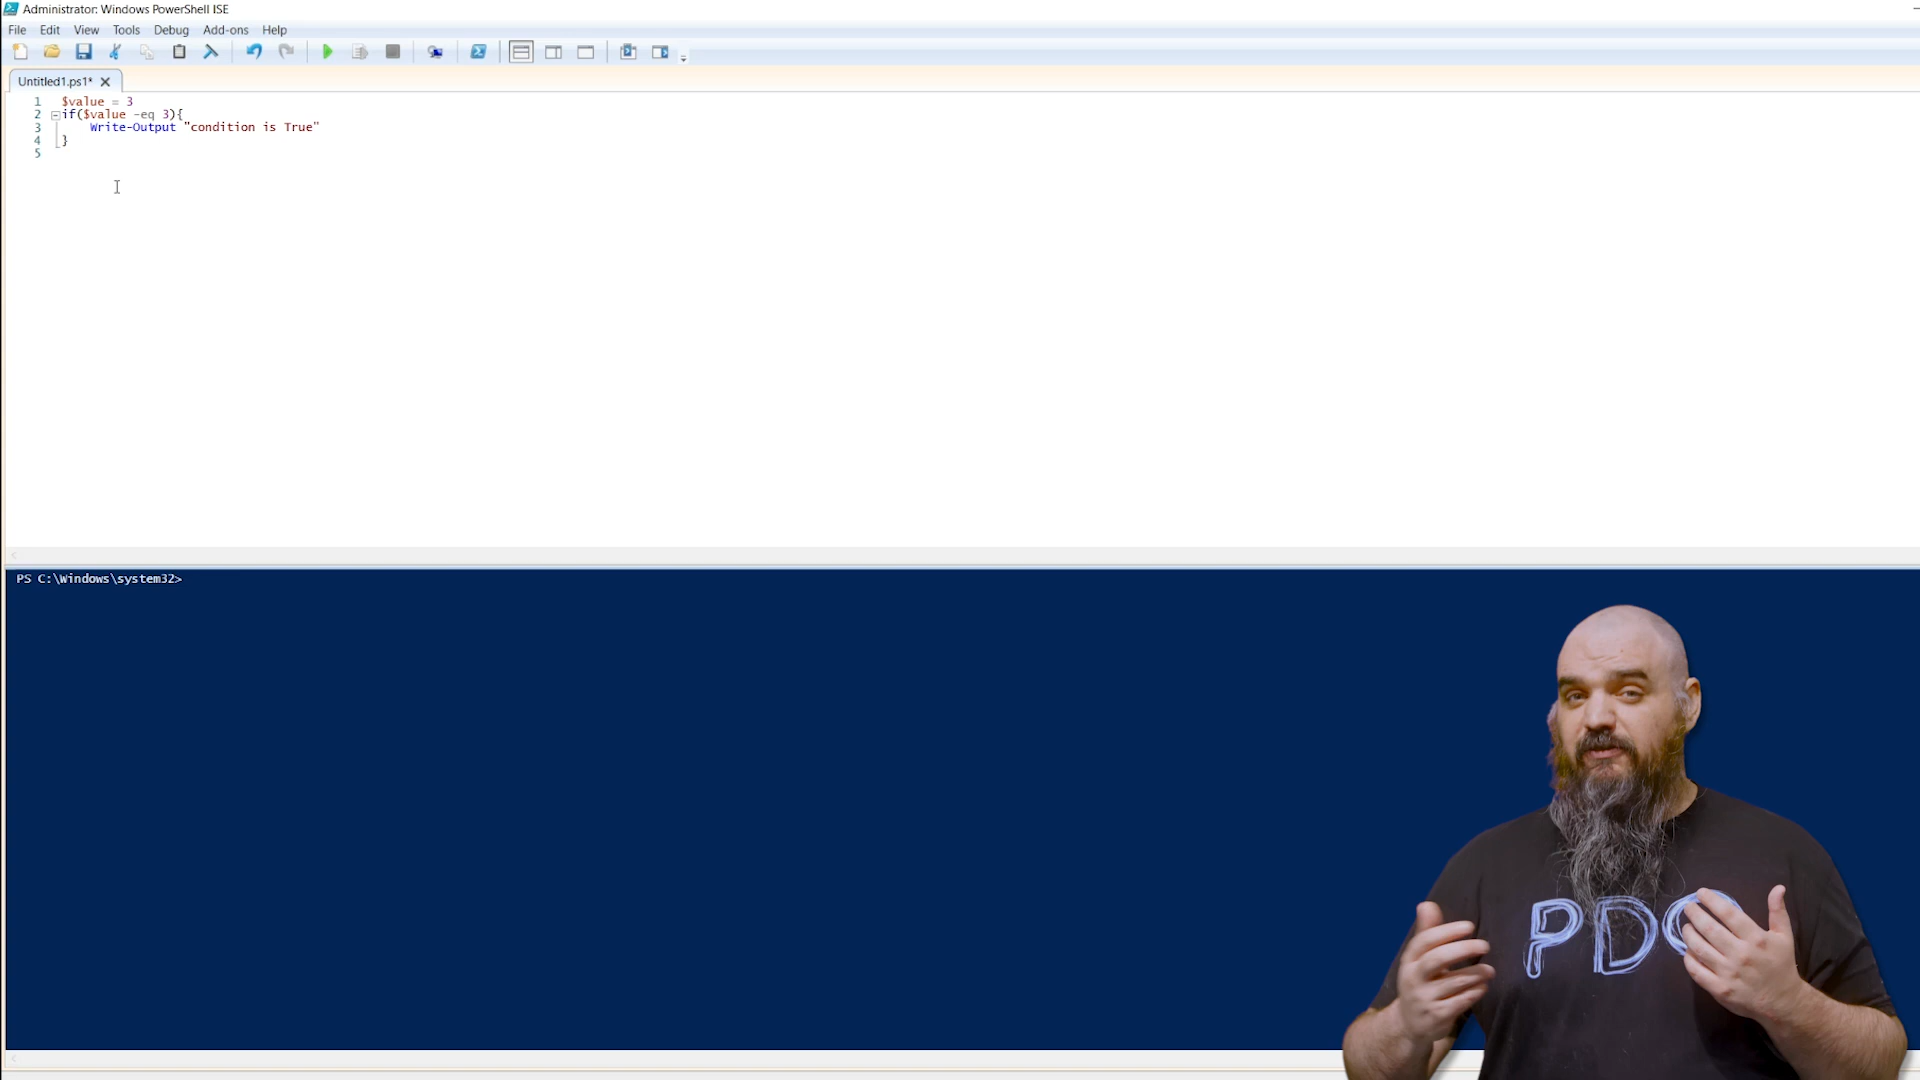 Administrator: Windows PowerShell ISE
File Edit View Tools Debug Add-ons Help
Untitled1.ps1*
1 $value = 3
2 if($value -eq 3){
3 Write-Output "condition is True"
4 }
5
PS C:\Windows\system32>
PDQ